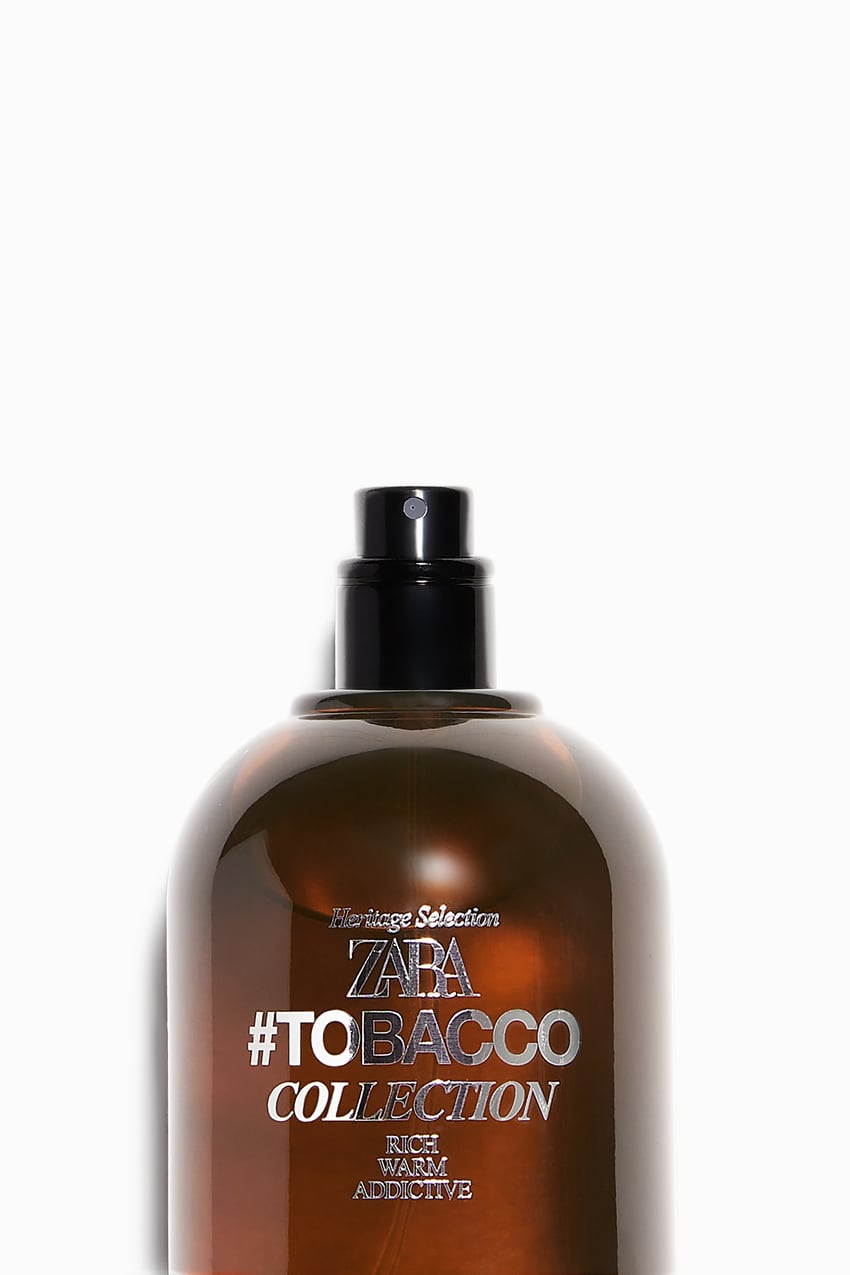 Heritage Selection
ZARA
#TOBACCO
COLLECTION
RICH
WARM
ADDICTIVE